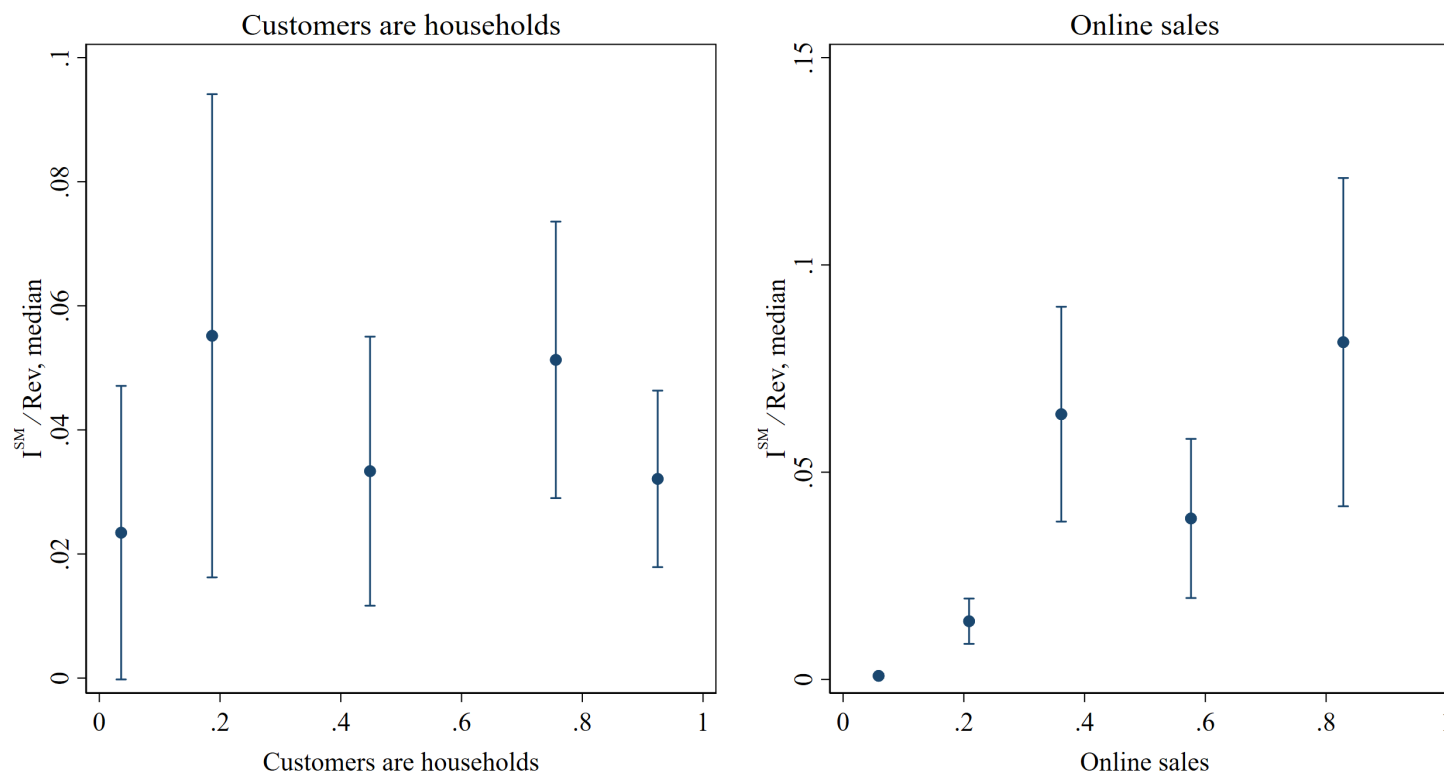 Customers are households
I^SM/Rev, median
.1
.08
.06
.04
.02
0
0 .2 .4 .6 .8 1
Customers are households
Online sales
I^SM/Rev, median
.15
.1
.05
0
0 .2 .4 .6 .8
Online sales